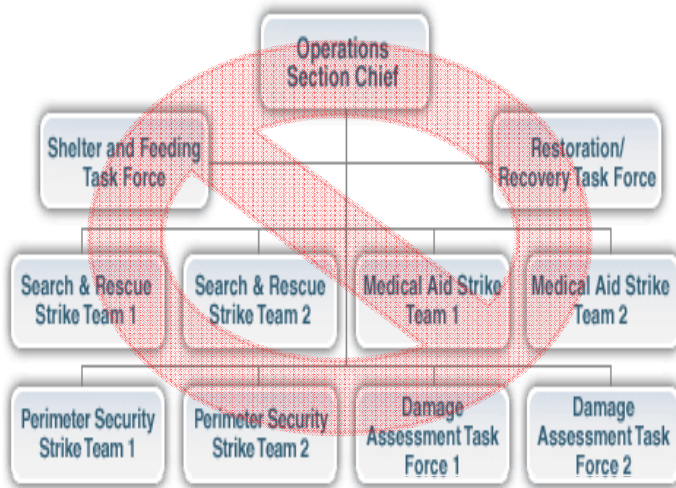 Operations
Section Chief
Shelter and Feeding
Task Force
Restoration/
Recovery Task Force
Search & Rescue
Strike Team 1
Search & Rescue
Strike Team 2
Medical Aid Strike
Team 1
Medical Aid Strike
Team 2
Perimeter Security
Strike Team 1
Perimeter Security
Strike Team 2
Damage
Assessment Task
Force 1
Damage
Assessment Task
Force 2